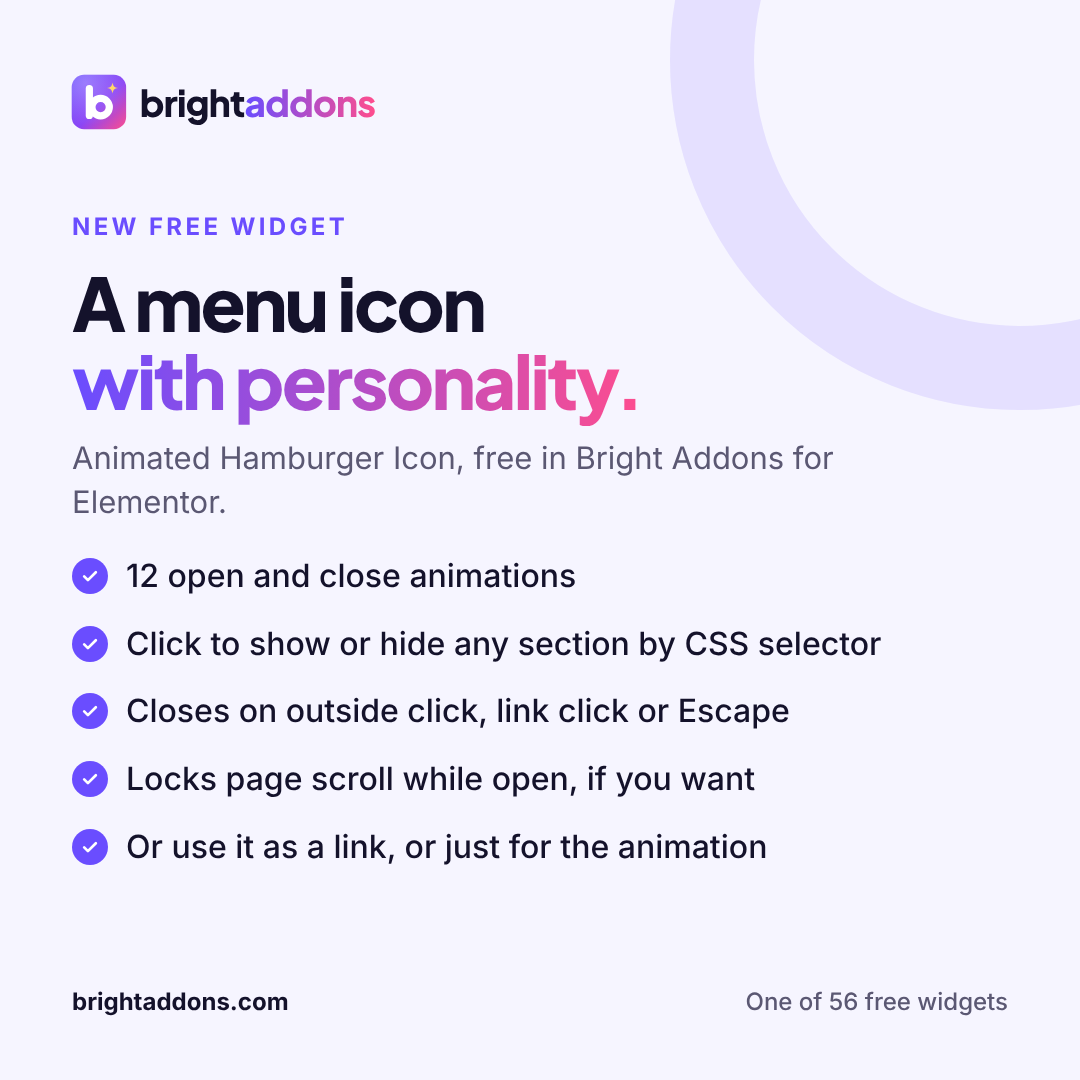 brightaddons
NEW FREE WIDGET
A menu icon
with personality.
Animated Hamburger Icon, free in Bright Addons for
Elementor.
12 open and close animations
Click to show or hide any section by CSS selector
Closes on outside click, link click or Escape
Locks page scroll while open, if you want
Or use it as a link, or just for the animation
brightaddons.com
One of 56 free widgets